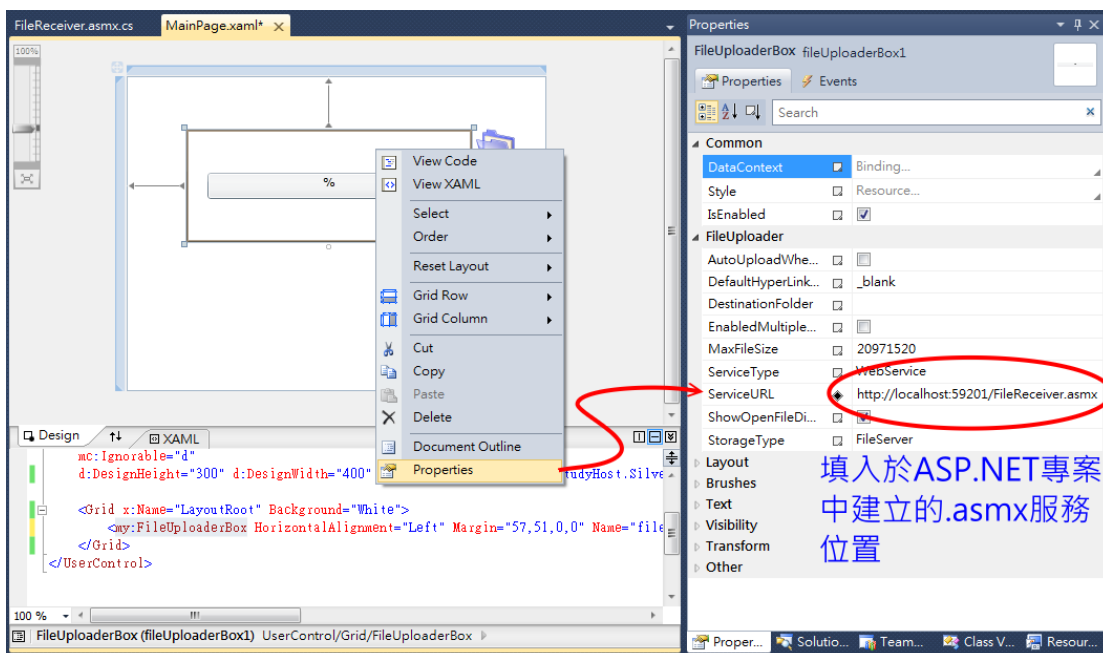 FileReceiver.asmx.cs
MainPage.xaml*
100%
%
View Code
View XAML
Select
Order
Reset Layout
Grid Row
Grid Column
Cut
Copy
Paste
Delete
Document Outline
Properties
Design
XAML
mc:Ignorable="d"
d:DesignHeight="300" d:DesignWidth="400" tudyHost.Silve
<Grid x:Name="LayoutRoot" Background="White">
<my:FileUploaderBox HorizontalAlignment="Left" Margin="57,51,0,0" Name="file
</Grid>
</UserControl>
100 %
FileUploaderBox (fileUploaderBox1) UserControl/Grid/FileUploaderBox
Properties
FileUploaderBox fileUploaderBox1
Properties Events
Search
Common
DataContext Binding...
Style Resource...
IsEnabled
FileUploader
AutoUploadWhe...
DefaultHyperLink... _blank
DestinationFolder
EnabledMultiple...
MaxFileSize 20971520
ServiceType WebService
ServiceURL http://localhost:59201/FileReceiver.asmx
ShowOpenFileDi...
StorageType FileServer
Layout
Brushes
Text
Visibility
Transform
Other
填入於ASP.NET專案
中建立的.asmx服務
位置
Proper... Solutio... Team... Class V... Resour...